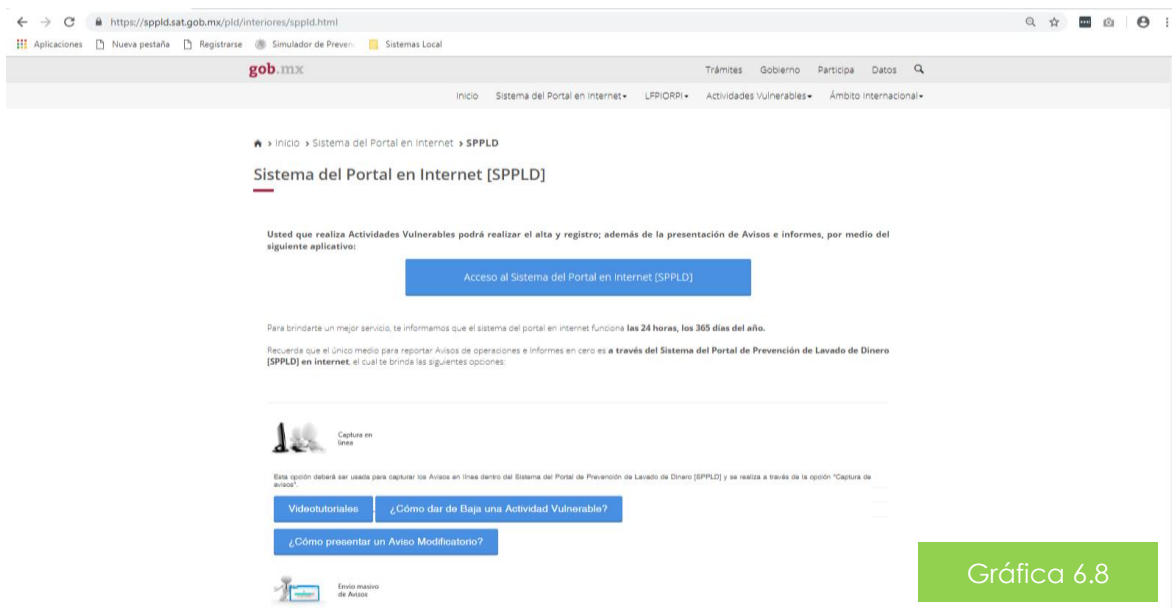 https://sppld.sat.gob.mx/pld/interiores/sppld.html
Aplicaciones Nueva pestaña Registrarse Simulador de Preven Sistemas Local
gob.mx
Trámites Gobierno Participa Datos
Inicio Sistema del Portal en Internet LFPIORPI Actividades Vulnerables Ámbito Internacional
> Inicio > Sistema del Portal en Internet > SPPLD
Sistema del Portal en Internet [SPPLD]
Usted que realiza Actividades Vulnerables podrá realizar el alta y registro; además de la presentación de Avisos e informes, por medio del
siguiente aplicativo:
Acceso al Sistema del Portal en Internet [SPPLD]
Para brindarte un mejor servicio, te informamos que el sistema del portal en internet funciona las 24 horas, los 365 días del año.
Recuerda que el único medio para reportar Avisos de operaciones e Informes en cero es a través del Sistema del Portal de Prevención de Lavado de Dinero
[SPPLD] en internet, el cual te brinda las siguientes opciones:
Captura en
línea
Esta opción deberá ser usada para capturar los Avisos en línea dentro del Sistema del Portal de Prevención de Lavado de Dinero [SPPLD] y se realiza a través de la opción "Captura de
avisos".
Videotutoriales ¿Cómo dar de Baja una Actividad Vulnerable?
¿Cómo presentar un Aviso Modificatorio?
Envío masivo
de Avisos
Gráfica 6.8